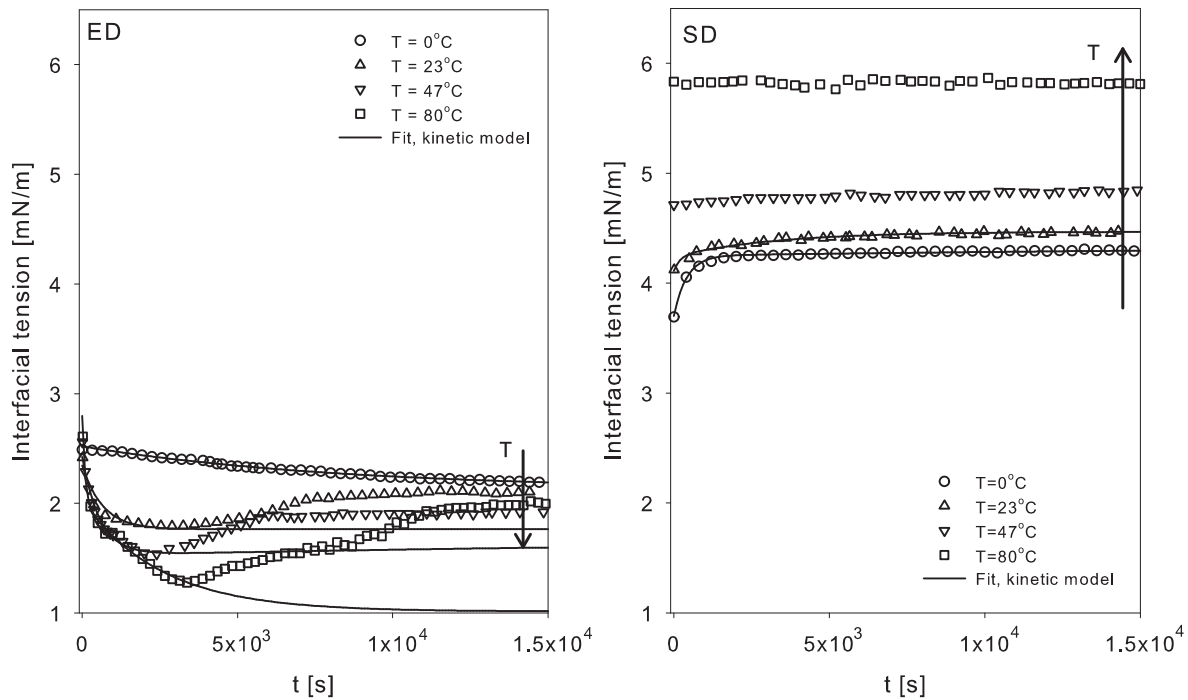 ED
T = 0°C
T = 23°C
T = 47°C
T = 80°C
Fit, kinetic model
Interfacial tension [mN/m]
6
5
4
3
2
1
T
0
5x10³
1x10⁴
1.5x10⁴
t [s]
SD
T
Interfacial tension [mN/m]
6
5
4
3
2
1
T=0°C
T=23°C
T=47°C
T=80°C
Fit, kinetic model
0
5x10³
1x10⁴
1.5x10⁴
t [s]